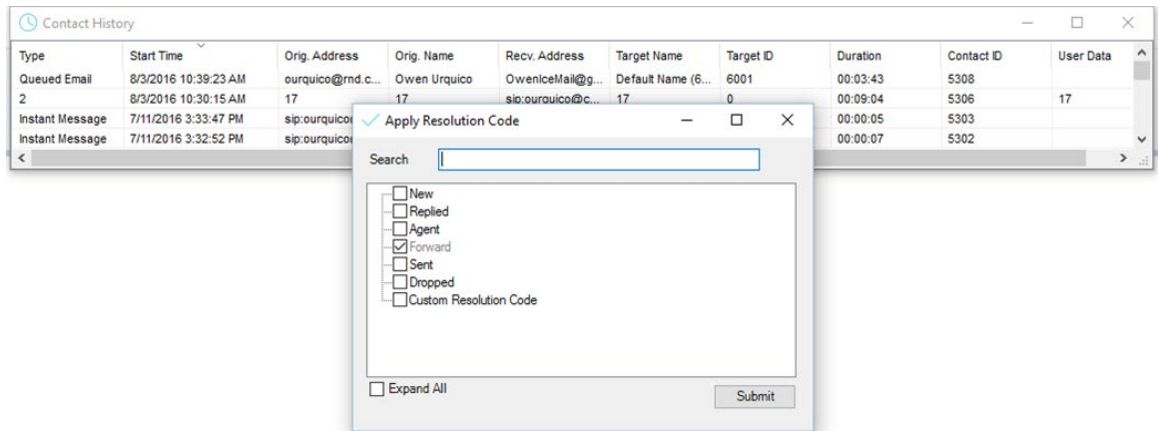 Contact History
Type Start Time Orig. Address Orig. Name Recv. Address Target Name Target ID Duration Contact ID User Data
Queued Email 8/3/2016 10:39:23 AM ourquico@rnd.c... Owen Urquico OwenIceMail@g... Default Name (6... 6001 00:03:43 5308
2 8/3/2016 10:30:15 AM 17 17 sip:ourquico@c... 17 0 00:09:04 5306 17
Instant Message 7/11/2016 3:33:47 PM 00:00:05 5303
Instant Message 7/11/2016 3:32:52 PM 00:00:07 5302
Apply Resolution Code
Search
New
Replied
Agent
Forward
Sent
Dropped
Custom Resolution Code
Expand All
Submit